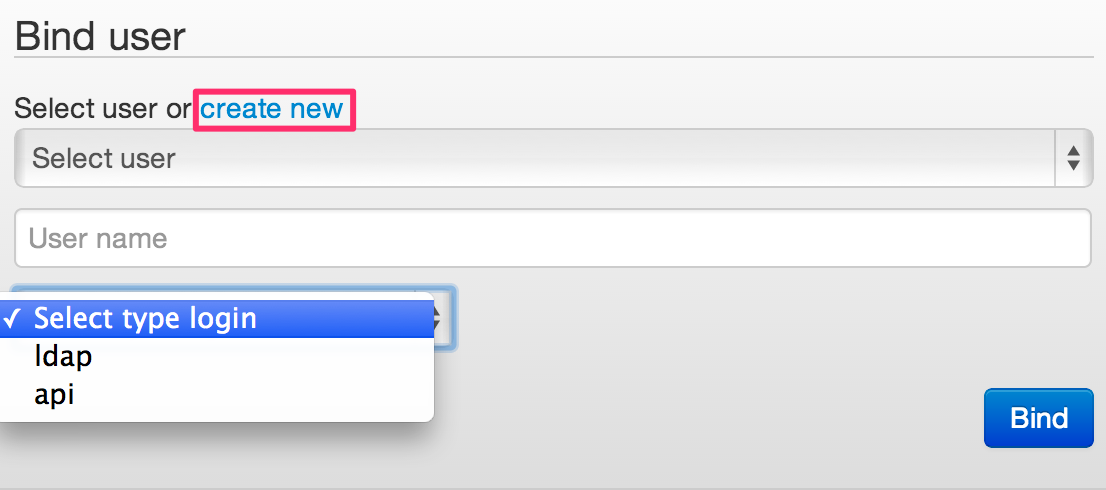 Bind user
Select user or create new
Select user
User name
✓ Select type login
ldap
api
Bind